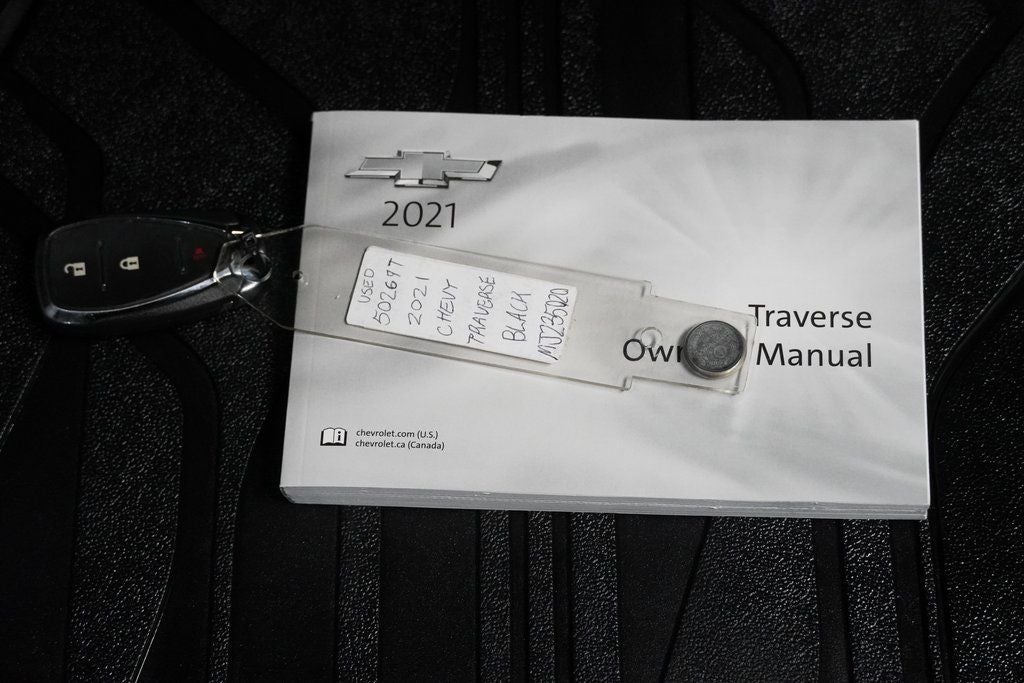 2021
USED
50269T
2021
CHEVY
TRAVERSE
BLACK
MJ235020
Traverse
Manual
chevrolet.com (U.S.)
chevrolet.ca (Canada)